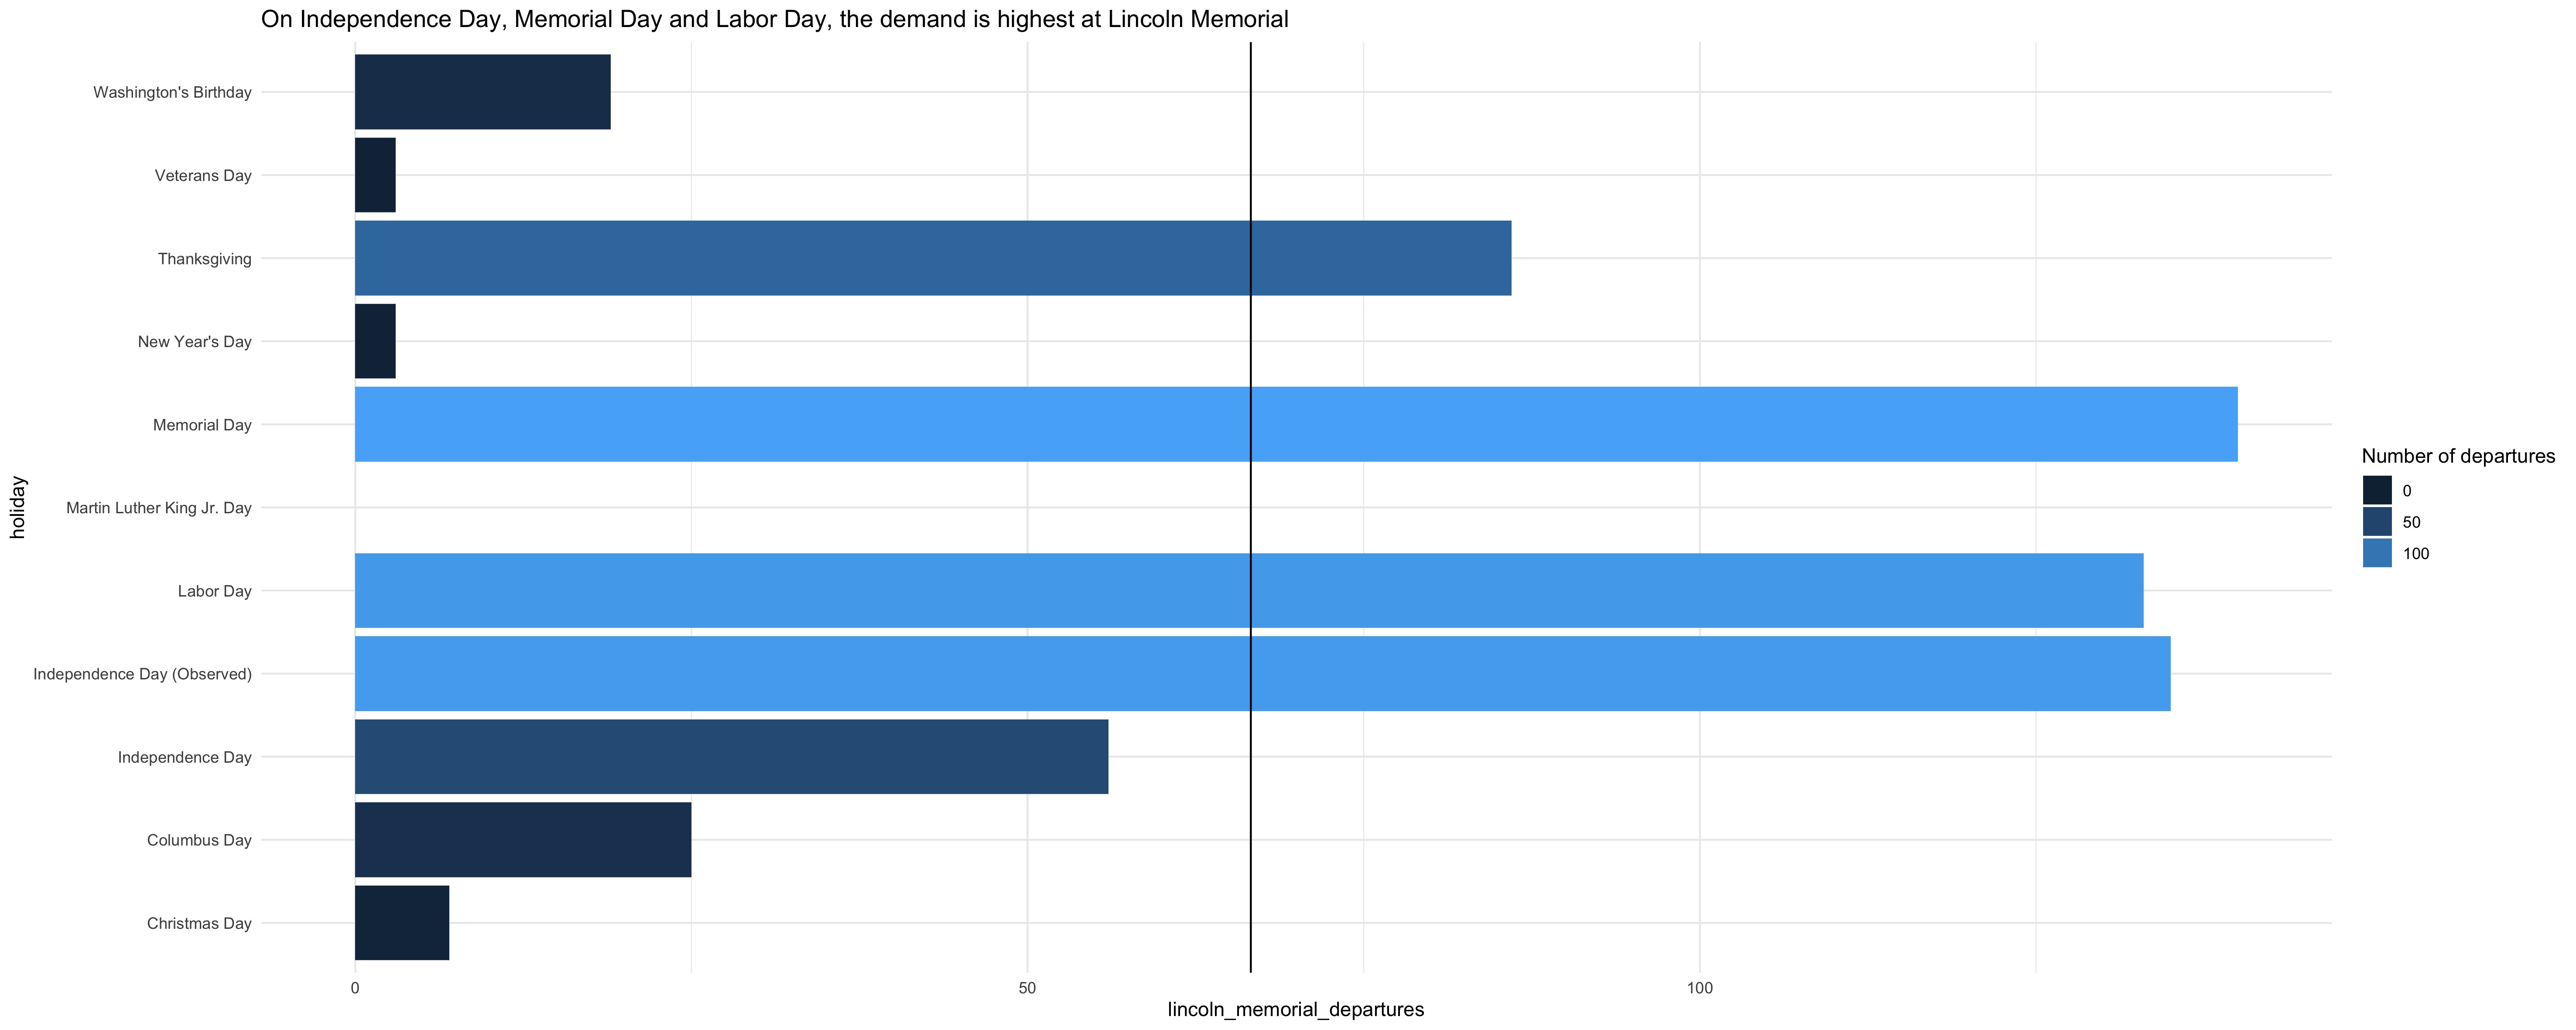 On Independence Day, Memorial Day and Labor Day, the demand is highest at Lincoln Memorial
holiday
Washington's Birthday
Veterans Day
Thanksgiving
New Year's Day
Memorial Day
Martin Luther King Jr. Day
Labor Day
Independence Day (Observed)
Independence Day
Columbus Day
Christmas Day
0 50 100
lincoln_memorial_departures
Number of departures
0
50
100